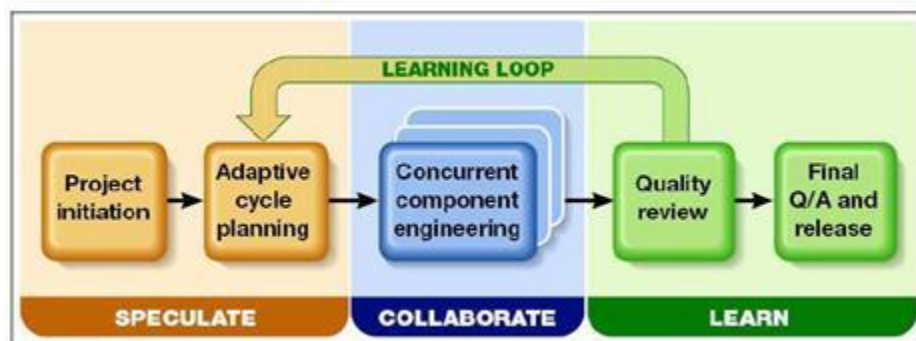 LEARNING LOOP
Project
initiation
Adaptive
cycle
planning
Concurrent
component
engineering
Quality
review
Final
Q/A and
release
SPECULATE
COLLABORATE
LEARN